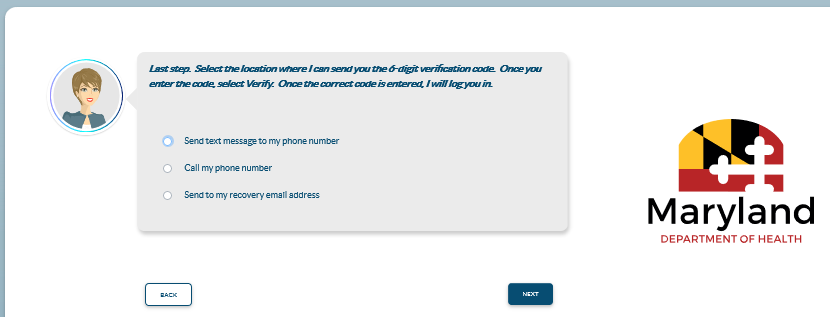 Last step. Select the location where I can send you the 6-digit verification code. Once you
enter the code, select Verify. Once the correct code is entered, I will log you in.
Send text message to my phone number
Call my phone number
Send to my recovery email address
Maryland
DEPARTMENT OF HEALTH
BACK
NEXT